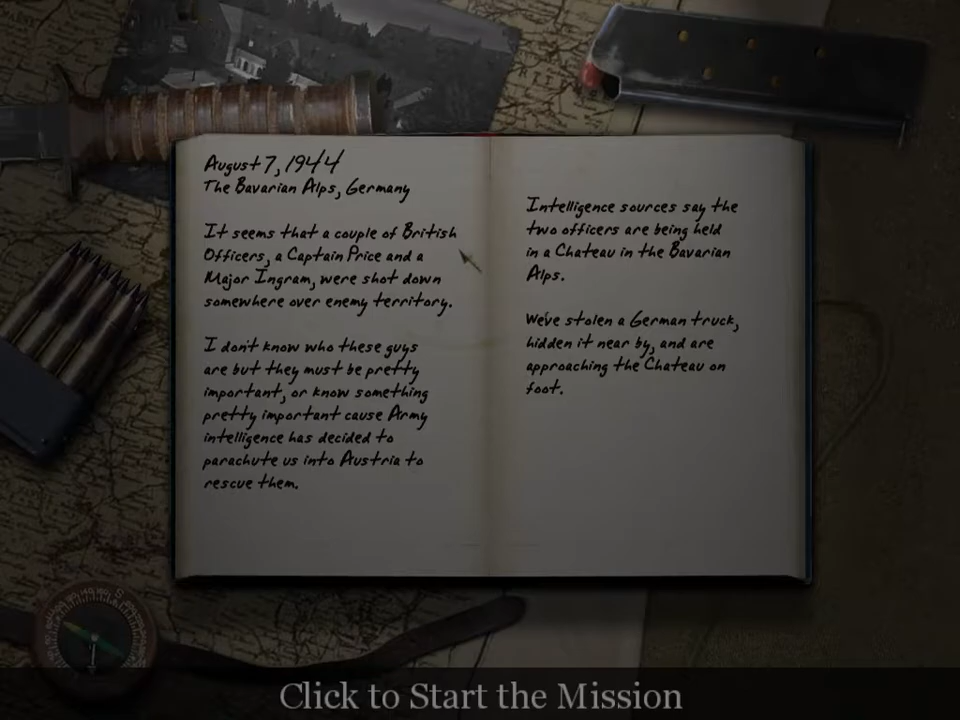 August 7, 1944
The Bavarian Alps, Germany
It seems that a couple of British
Officers, a Captain Price and a
Major Ingram, were shot down
somewhere over enemy territory.
I don't know who these guys
are but they must be pretty
important, or know something
pretty important cause Army
intelligence has decided to
parachute us into Austria to
rescue them.
Intelligence sources say the
two officers are being held
in a Chateau in the Bavarian
Alps.
We've stolen a German truck,
hidden it near by, and are
approaching the Chateau on
foot.
Click to Start the Mission